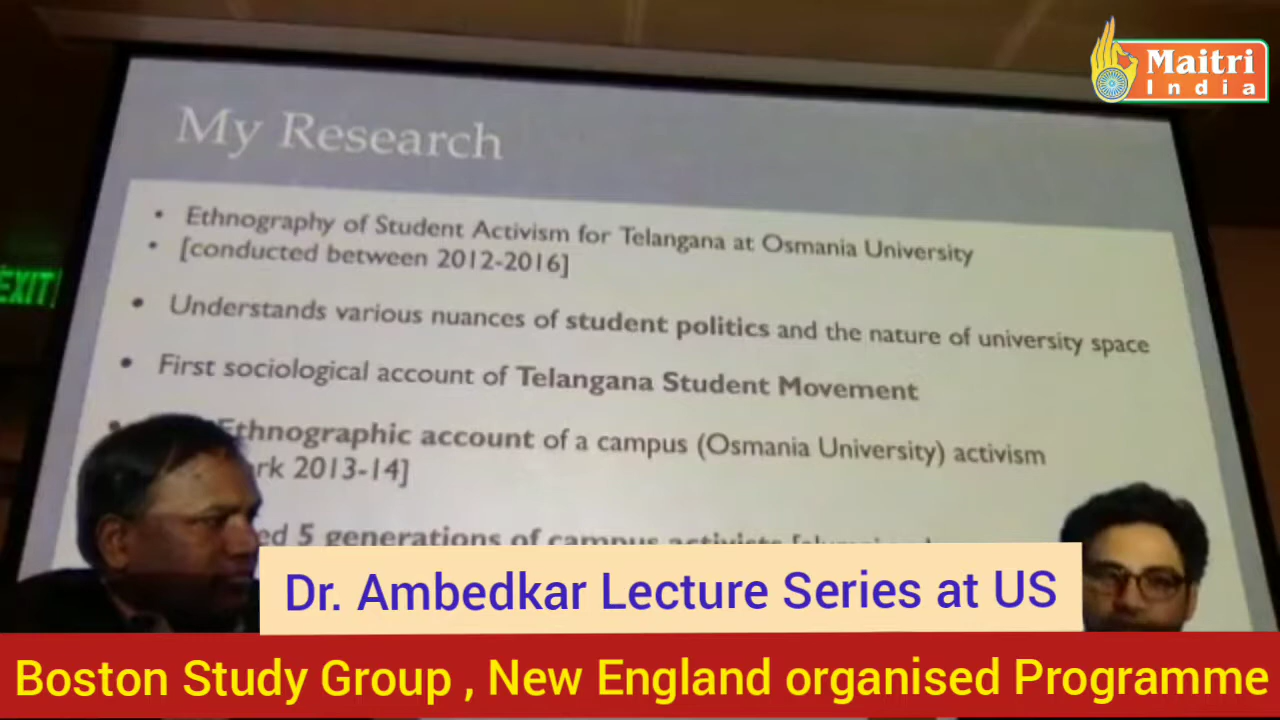 Maitri
India
My Research
EXIT
• Ethnography of Student Activism for Telangana at Osmania University
• [conducted between 2012-2016]
• Understands various nuances of student politics and the nature of university space
• First sociological account of Telangana Student Movement
• Ethnographic account of a campus (Osmania University) activism
rk 2013-14]
ed 5 generations of campus activists
Dr. Ambedkar Lecture Series at US
Boston Study Group , New England organised Programme